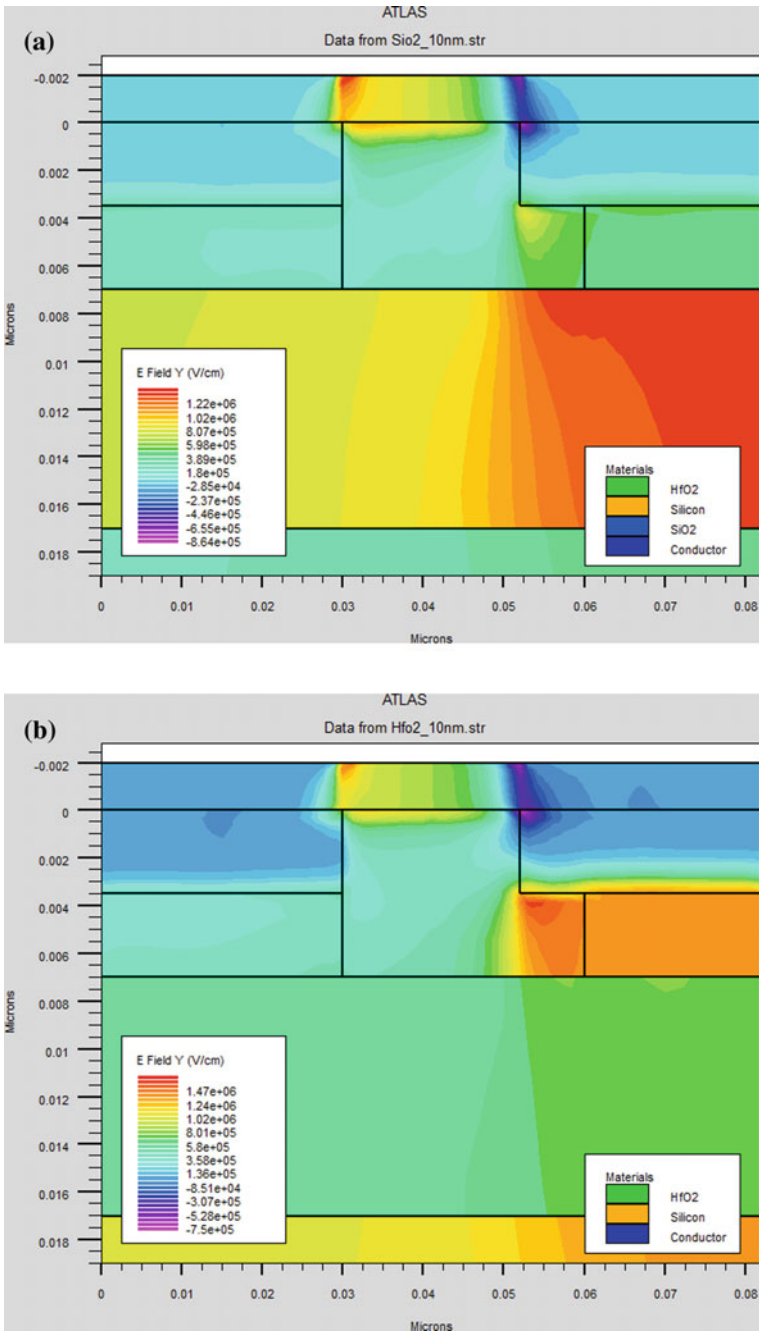 ATLAS
(a)
Data from Sio2_10nm.str
-0.002
0
0.002
0.004
0.006
0.008
0.01
0.012
0.014
0.016
0.018
Microns
E Field Y (V/cm)
1.22e+06
1.02e+06
8.07e+05
5.98e+05
3.89e+05
1.8e+05
-2.85e+04
-2.37e+05
-4.46e+05
-6.55e+05
-8.64e+05
Materials
HfO2
Silicon
SiO2
Conductor
0 0.01 0.02 0.03 0.04 0.05 0.06 0.07 0.08
Microns
ATLAS
(b)
Data from Hfo2_10nm.str
-0.002
0
0.002
0.004
0.006
0.008
0.01
0.012
0.014
0.016
0.018
Microns
E Field Y (V/cm)
1.47e+06
1.24e+06
1.02e+06
8.01e+05
5.8e+05
3.58e+05
1.36e+05
-8.51e+04
-3.07e+05
-5.28e+05
-7.5e+05
Materials
HfO2
Silicon
Conductor
0 0.01 0.02 0.03 0.04 0.05 0.06 0.07 0.08
Microns